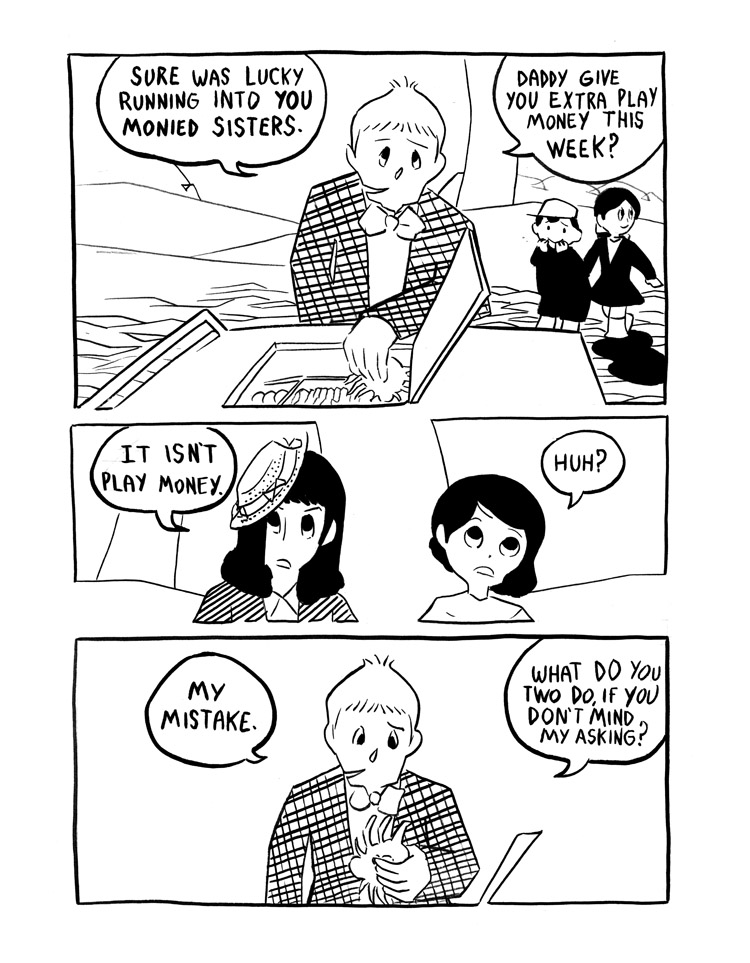 SURE WAS LUCKY
RUNNING INTO YOU
MONIED SISTERS.
DADDY GIVE
YOU EXTRA PLAY
MONEY THIS
WEEK?
IT ISN'T
PLAY MONEY.
HUH?
MY
MISTAKE.
WHAT DO YOU
TWO DO, IF YOU
DON'T MIND
MY ASKING?